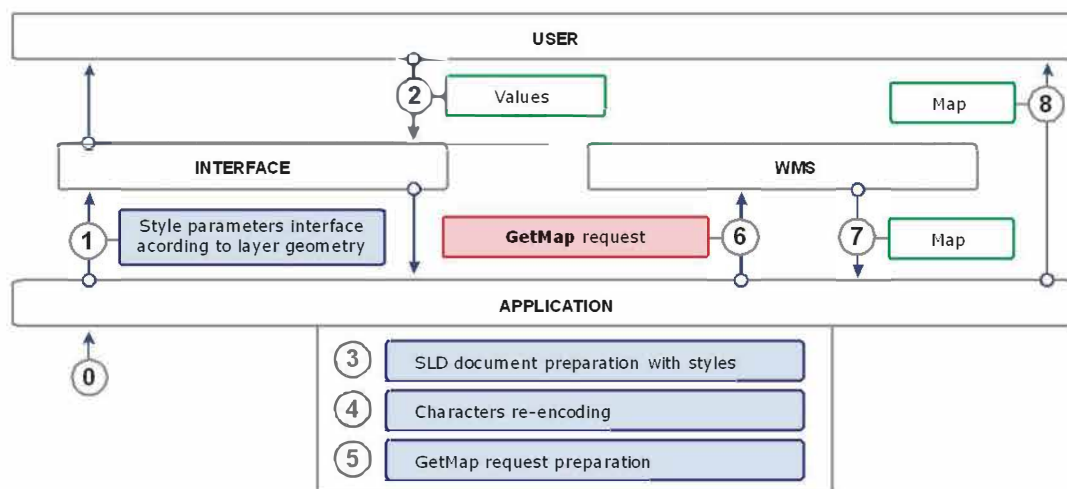 USER
2
Values
Map
8
INTERFACE
WMS
1
Style parameters interface
acording to layer geometry
GetMap request
6
7
Map
APPLICATION
0
3
SLD document preparation with styles
4
Characters re-encoding
5
GetMap request preparation